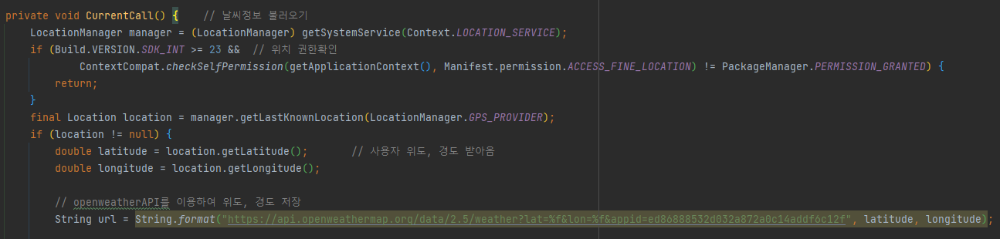 private void CurrentCall() {    // 날씨정보 불러오기
    LocationManager manager = (LocationManager) getSystemService(Context.LOCATION_SERVICE);
    if (Build.VERSION.SDK_INT >= 23 &&  // 위치 권한확인
            ContextCompat.checkSelfPermission(getApplicationContext(), Manifest.permission.ACCESS_FINE_LOCATION) != PackageManager.PERMISSION_GRANTED) {
        return;
    }
    final Location location = manager.getLastKnownLocation(LocationManager.GPS_PROVIDER);
    if (location != null) {
        double latitude = location.getLatitude();       // 사용자 위도, 경도 받아옴
        double longitude = location.getLongitude();
        // openweatherAPI를 이용하여 위도, 경도 저장
        String url = String.format("https://api.openweathermap.org/data/2.5/weather?lat=%f&lon=%f&appid=ed86888532d032a872a0c14addf6c12f", latitude, longitude);